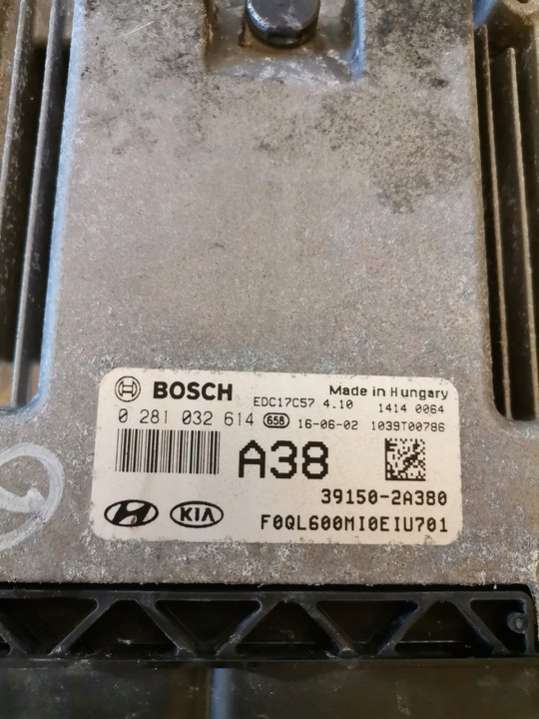 BOSCH EDC17C57 4.10 Made in Hungary 1414 0064
0 281 032 614 658 16-06-02 1039T00786
A38
39150-2A380
KIA F0QL600MI0EIU701